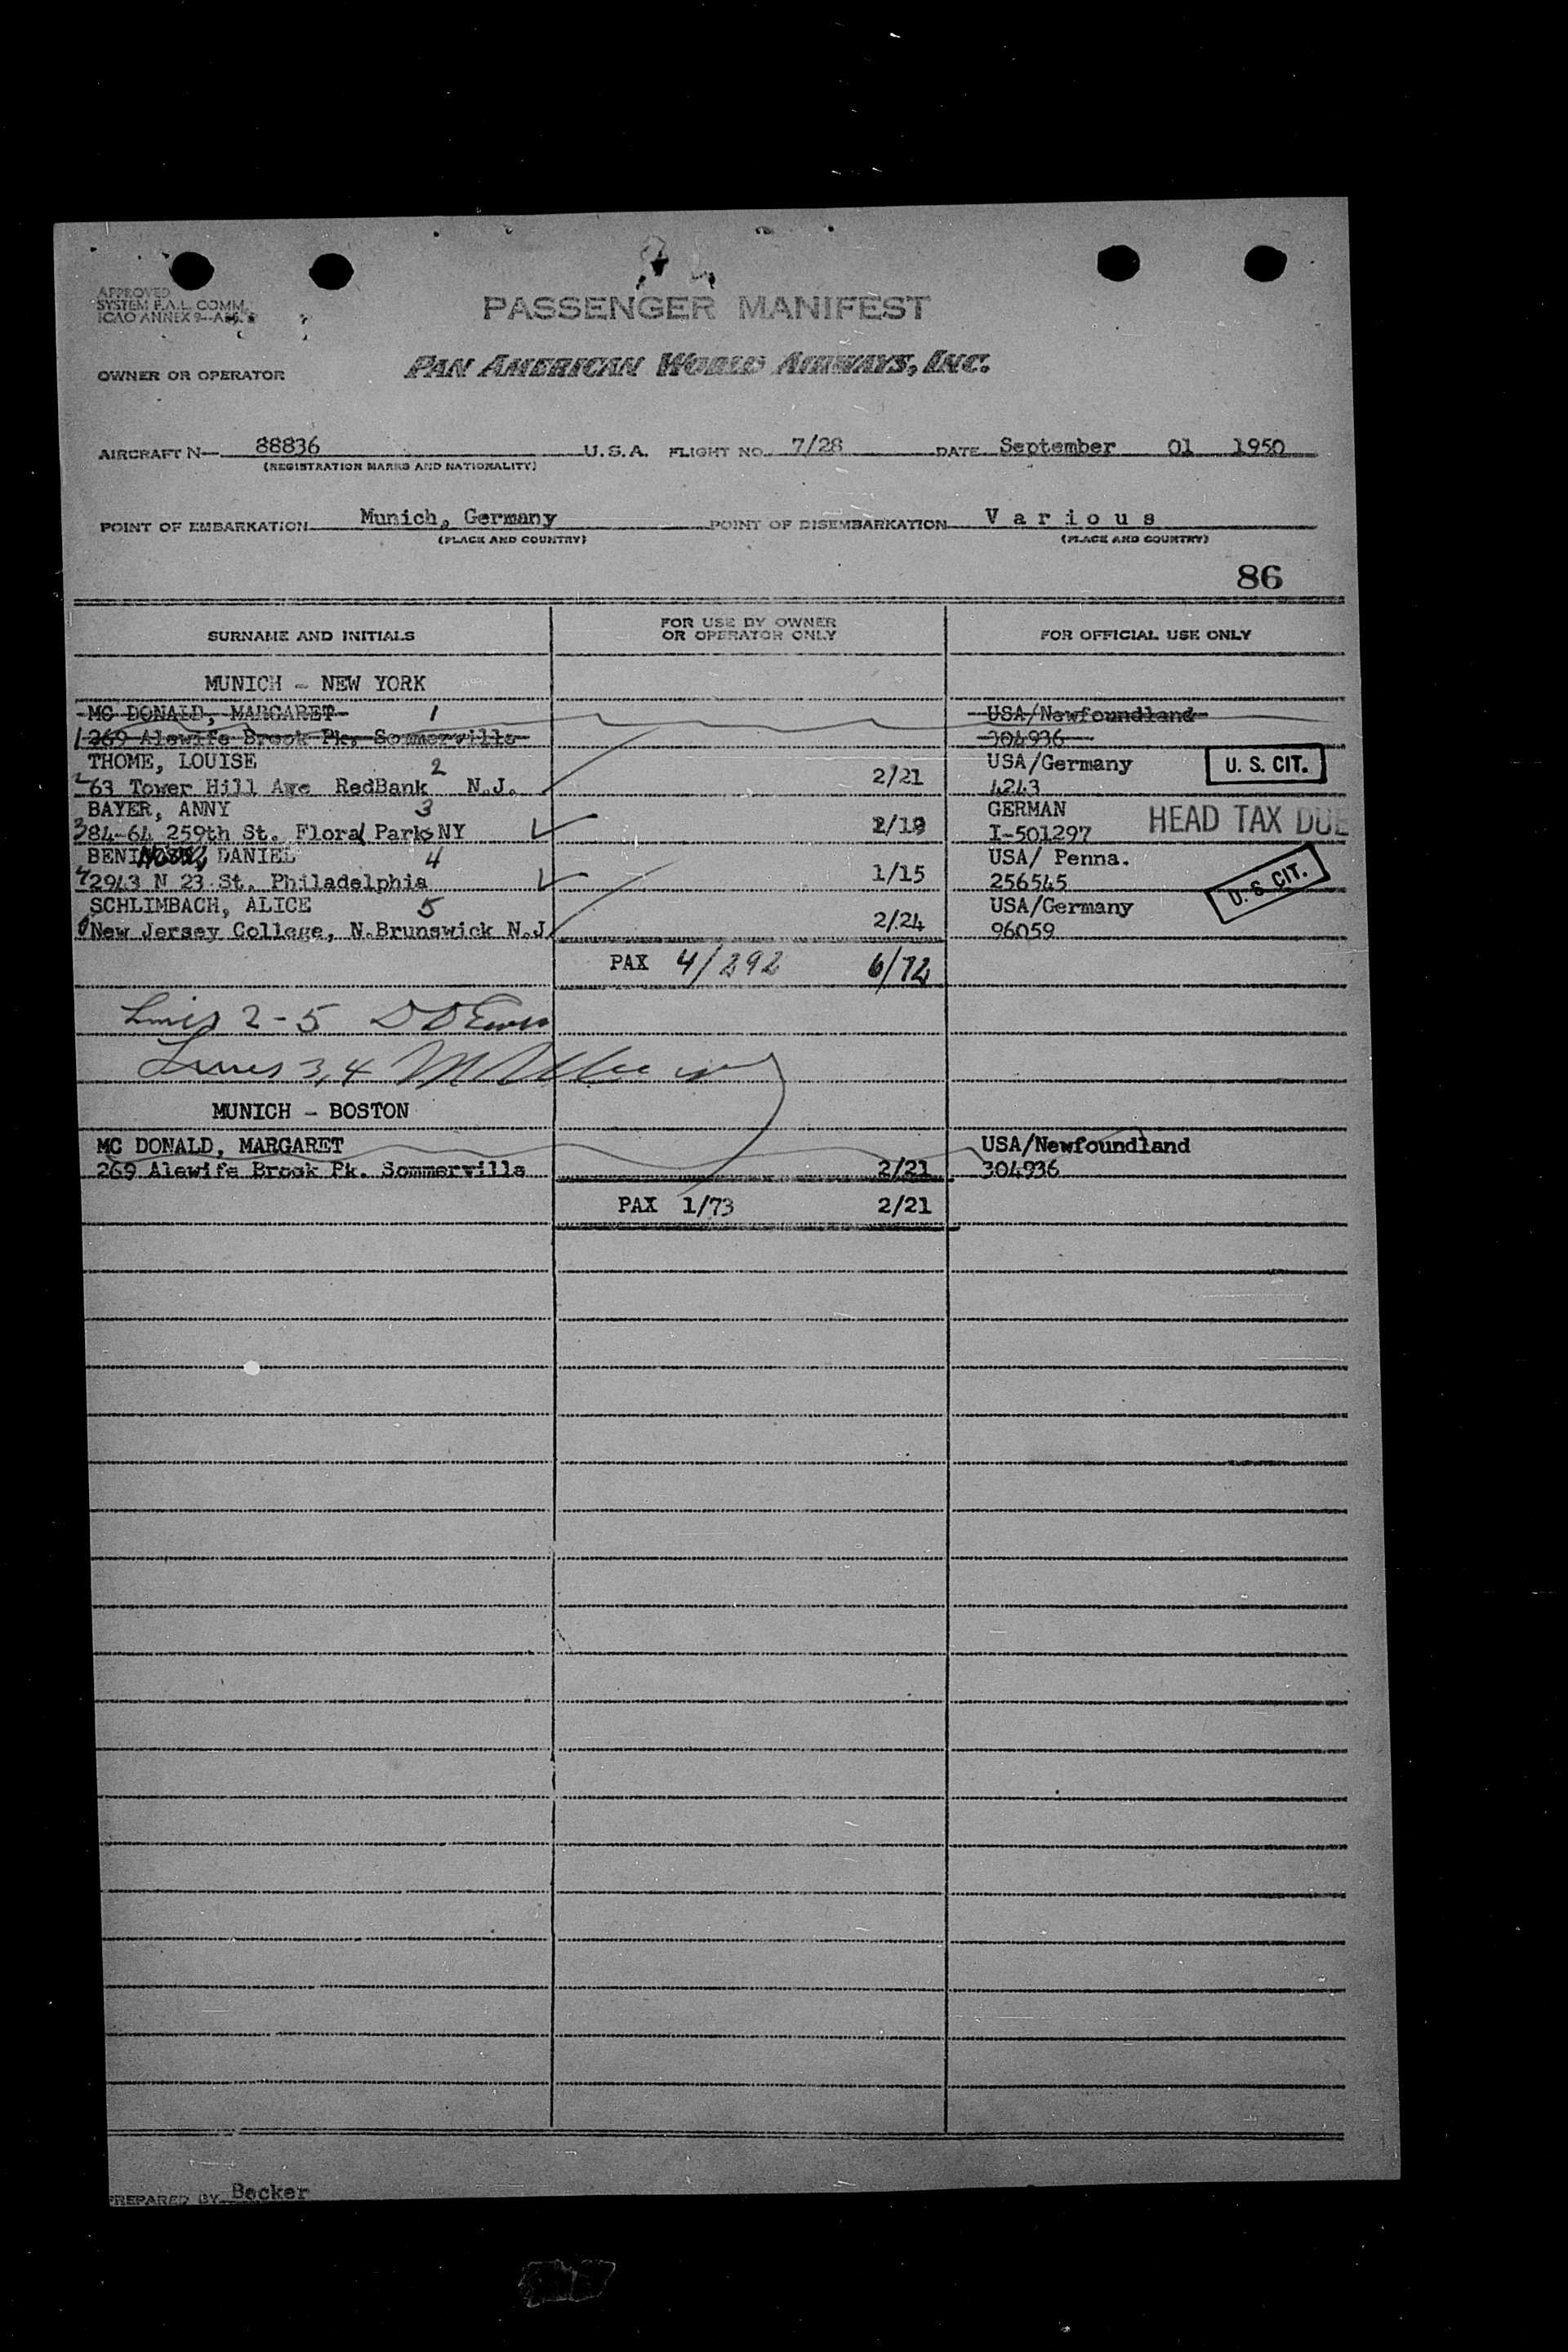 APPROVED
SYSTEM F.A.L. COMM.
ICAO ANNEX 9-
PASSENGER MANIFEST
OWNER OR OPERATOR PAN AMERICAN WORLD AIRWAYS, INC.
AIRCRAFT N- 88836 U.S.A. FLIGHT NO. 7/28 DATE September 01 1950
(REGISTRATION MARKS AND NATIONALITY)
POINT OF EMBARKATION Munich, Germany POINT OF DISEMBARKATION V a r i o u s
(PLACE AND COUNTRY) (PLACE AND COUNTRY)
86
SURNAME AND INITIALS FOR USE BY OWNER OR OPERATOR ONLY FOR OFFICIAL USE ONLY
MUNICH - NEW YORK
MC DONALD, MARGARET 1 USA/Newfoundland
1 269 Alewife Brook Pk. Sommerville 304936
THOME, LOUISE 2 USA/Germany U. S. CIT.
2 63 Tower Hill Ave RedBank N.J. 2/21 4243
BAYER, ANNY 3 GERMAN HEAD TAX DUE
3 84-64 259th St. Floral Park NY 2/19 I-501297
DANIEL 4 USA/ Penna.
4 2943 N 23 St. Philadelphia 1/15 256545 U. S. CIT.
SCHLIMBACH, ALICE 5 USA/Germany
New Jersey College, N.Brunswick N.J. 2/24 96059
PAX 4/292 6/72
Lines 2-5
Lines 3,4
MUNICH - BOSTON
MC DONALD, MARGARET USA/Newfoundland
269 Alewife Brook Pk. Sommerville 2/21 304936
PAX 1/73 2/21
PREPARED BY Becker